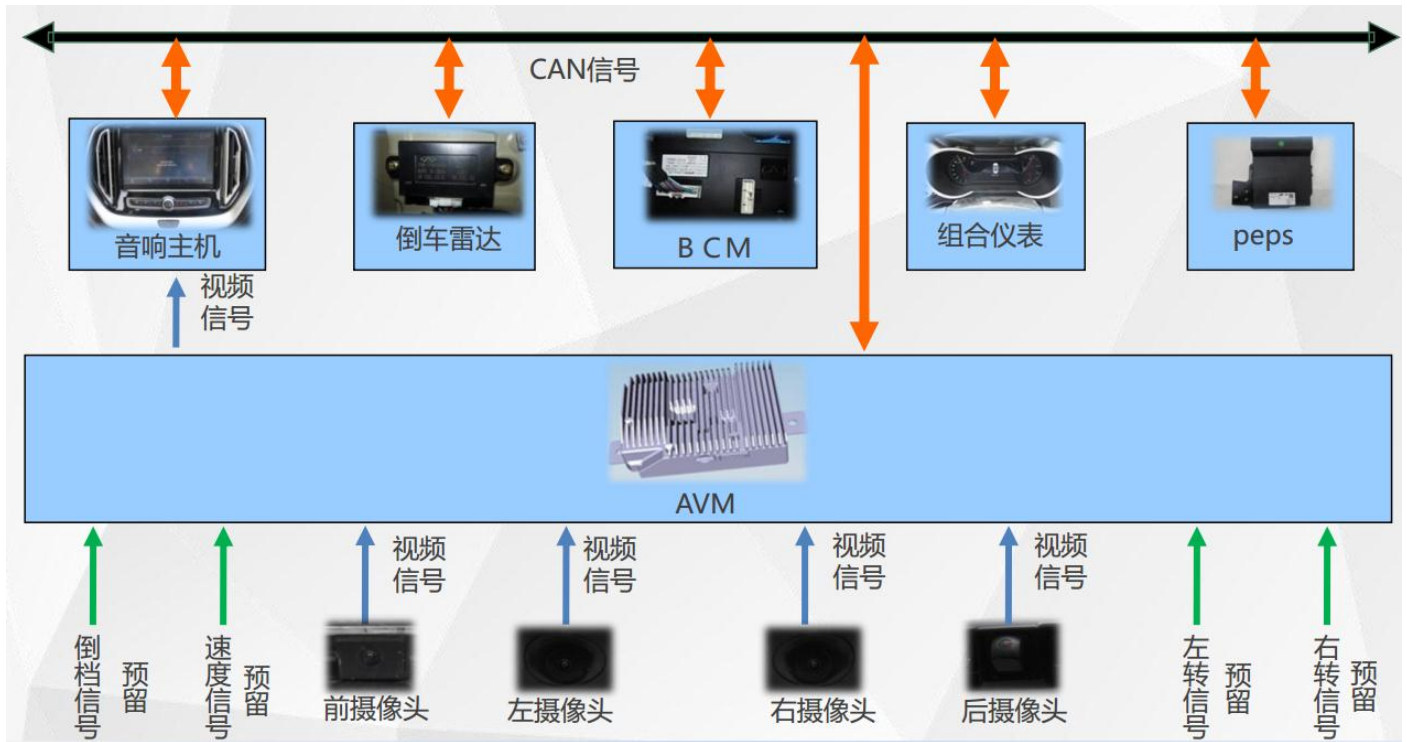 CAN信号
音响主机
倒车雷达
B C M
组合仪表
peps
视频
信号
AVM
视频
信号
视频
信号
视频
信号
视频
信号
倒档信号
预留
速度信号
预留
前摄像头
左摄像头
右摄像头
后摄像头
左转信号
预留
右转信号
预留